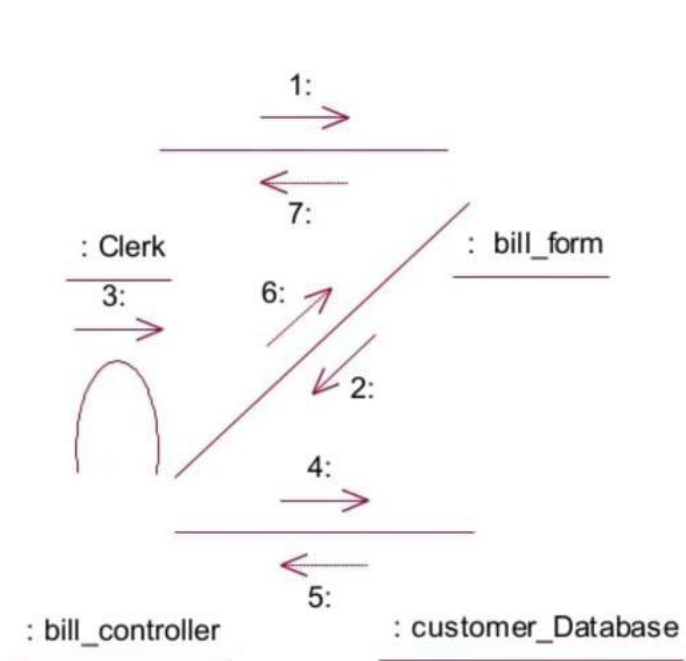 1:
7:
: Clerk
: bill_form
3:
6:
2:
4:
5:
: bill_controller
: customer_Database